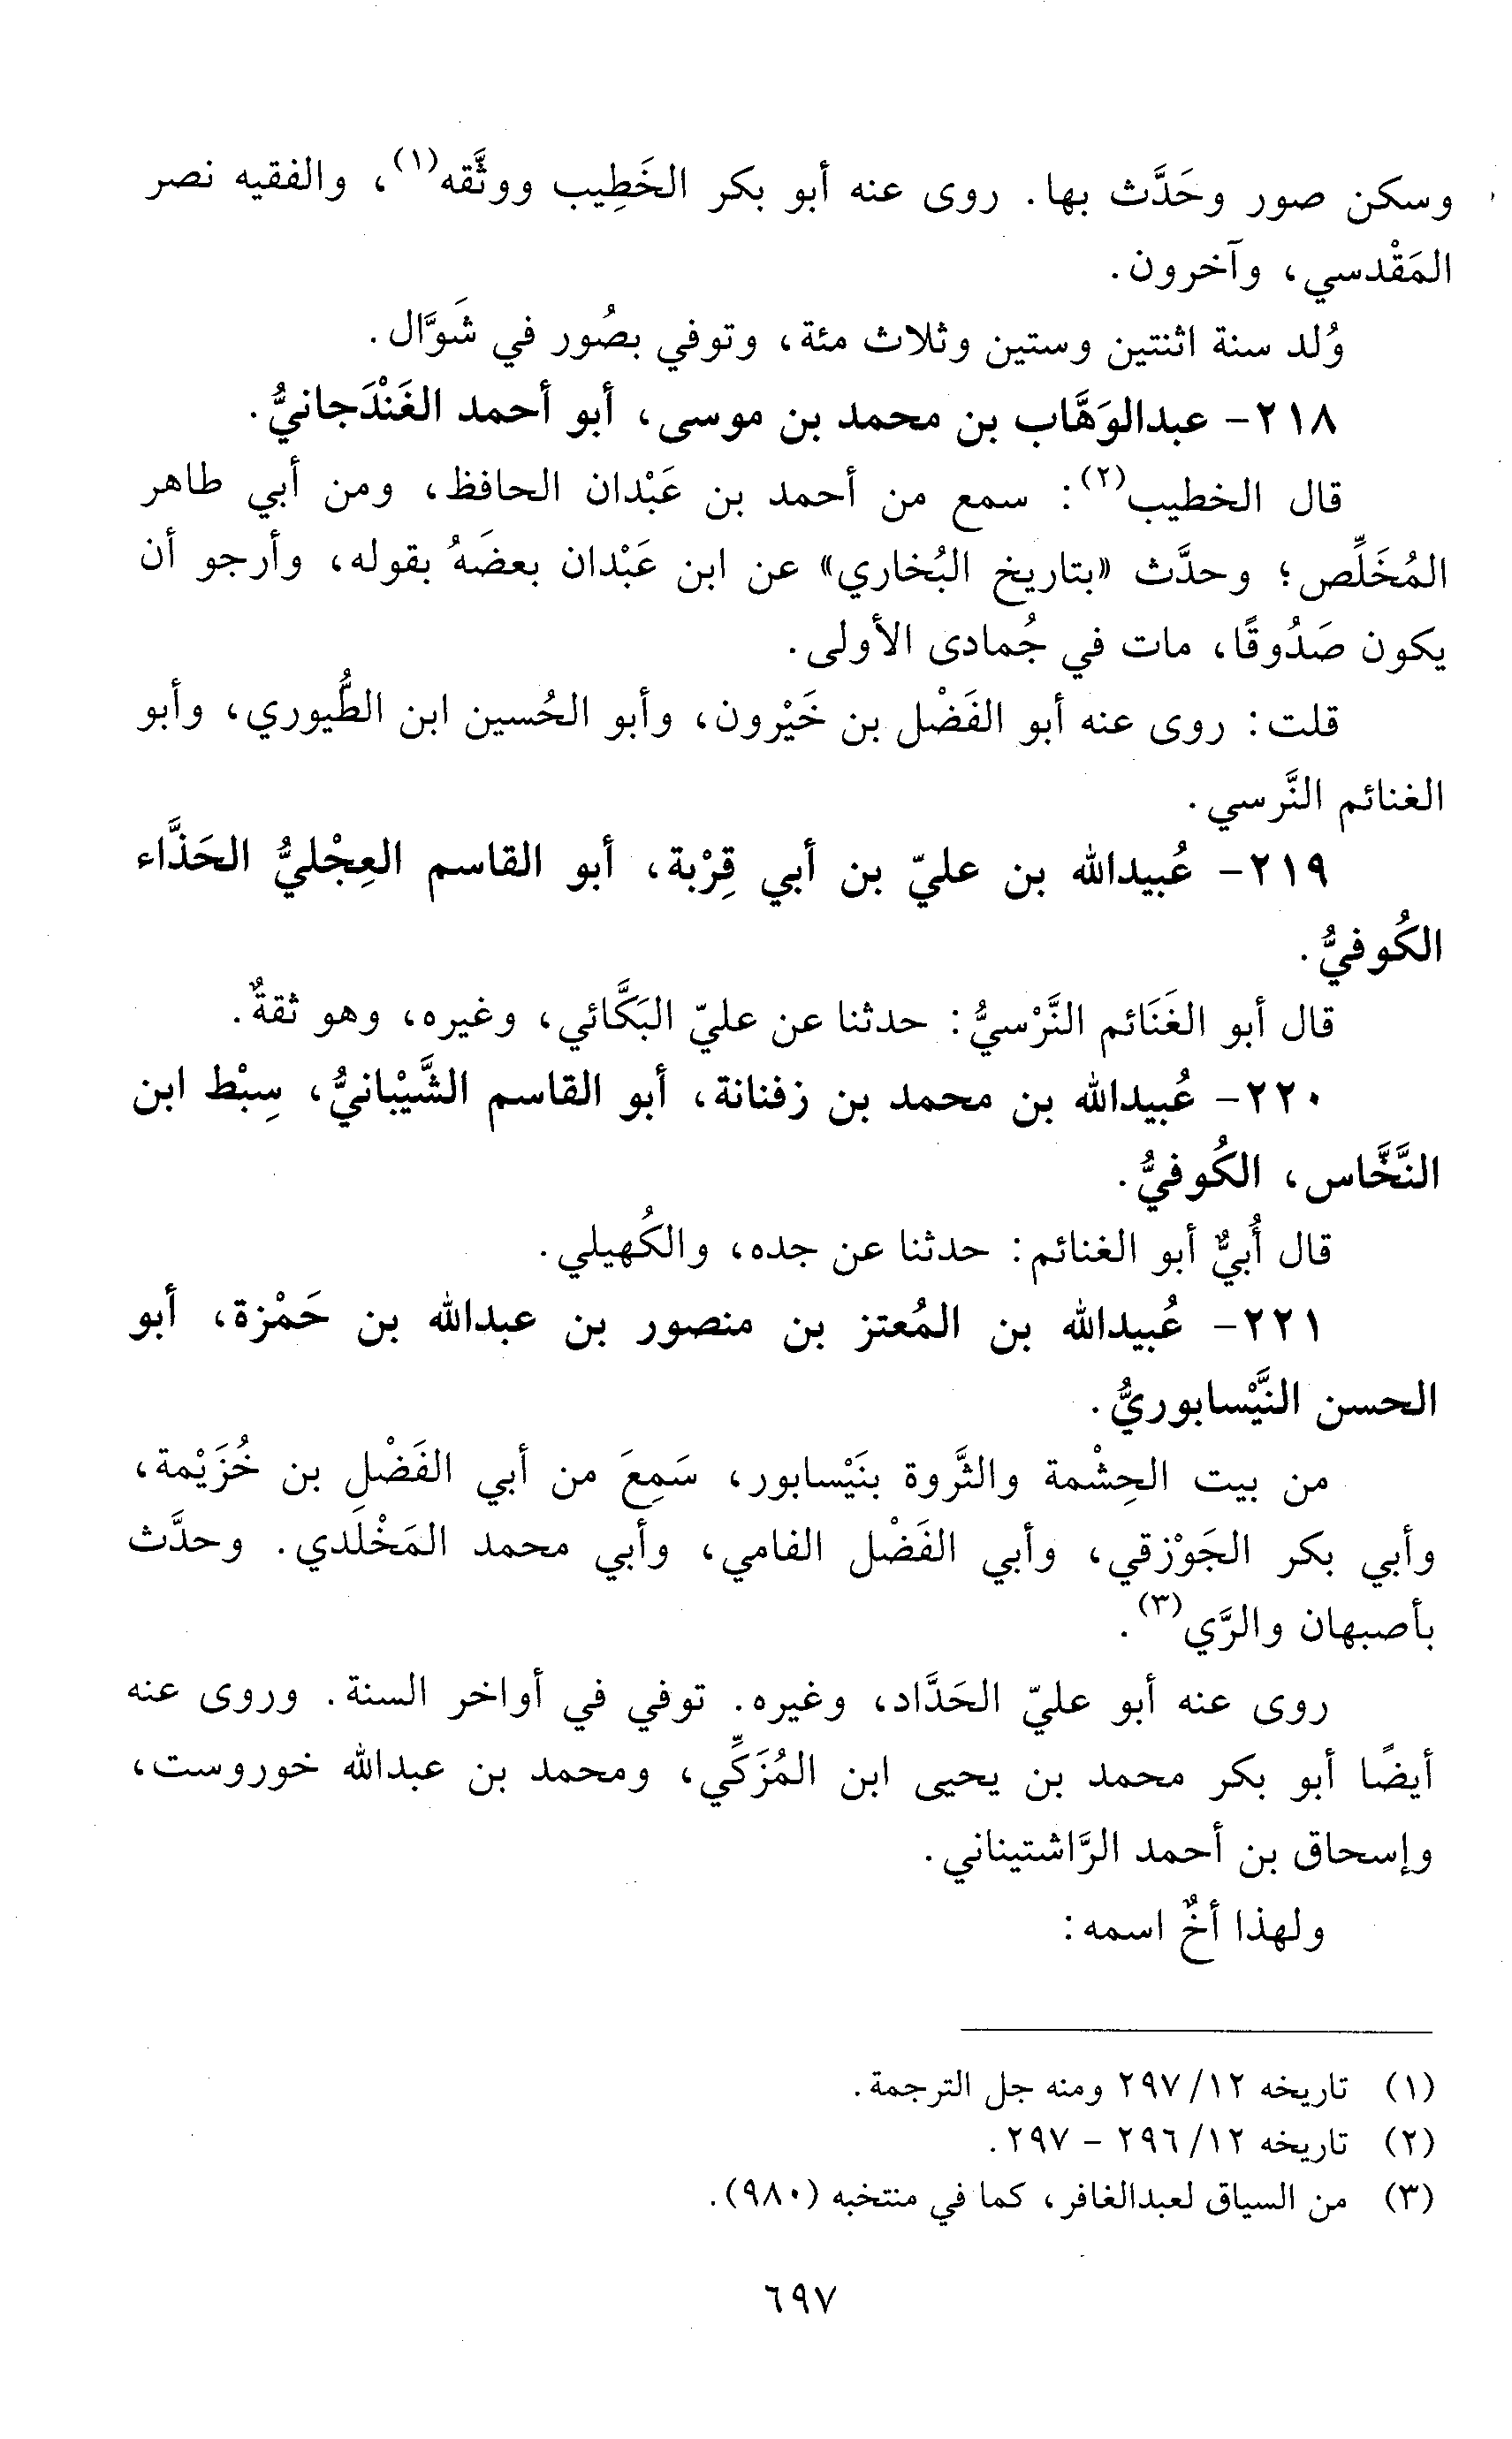 وسكن صور وحَدَّث بها. روى عنه أبو بكر الخَطِيب ووثَّقه(١)، والفقيه نصر
المَقْدسي، وآخرون.
وُلد سنة اثنتين وستين وثلاث مئة، وتوفي بصُور في شَوَّال.
٢١٨- عبدالوَهَّاب بن محمد بن موسى، أبو أحمد الغَنْدَجانيُّ.
قال الخطيب(٢): سمع من أحمد بن عَبْدان الحافظ، ومن أبي طاهر
المُخَلِّص؛ وحدَّث «بتاريخ البُخاري» عن ابن عَبْدان بعضَهُ بقوله، وأرجو أن
يكون صَدُوقًا، مات في جُمادى الأولى.
قلت: روى عنه أبو الفَضْل بن خَيْرون، وأبو الحُسين ابن الطُّيوري، وأبو
الغنائم النَّرسي.
٢١٩- عُبيدالله بن عليّ بن أبي قِرْبة، أبو القاسم العِجْليُّ الحَذَّاء
الكُوفيُّ.
قال أبو الغَنَائم النَّرْسيُّ: حدثنا عن عليّ البَكَّائي، وغيره، وهو ثقةٌ.
٢٢٠- عُبيدالله بن محمد بن زفنانة، أبو القاسم الشَّيْبانيُّ، سِبْط ابن
النَّخَّاس، الكُوفيُّ.
قال أُبيٌّ أبو الغنائم: حدثنا عن جده، والكُهيلي.
٢٢١- عُبيدالله بن المُعتز بن منصور بن عبدالله بن حَمْزة، أبو
الحسن النَّيْسابوريُّ.
من بيت الحِشْمة والثَّروة بنَيْسابور، سَمِعَ من أبي الفَضْل بن خُزَيْمة،
وأبي بكر الجَوْزقي، وأبي الفَضْل الفامي، وأبي محمد المَخْلَدي. وحدَّث
بأصبهان والرَّي(٣).
روى عنه أبو عليّ الحَدَّاد، وغيره. توفي في أواخر السنة. وروى عنه
أيضًا أبو بكر محمد بن يحيى ابن المُزَكِّي، ومحمد بن عبدالله خوروست،
وإسحاق بن أحمد الرَّاشتيناني.
ولهذا أخٌ اسمه:
(١) تاريخه ١٢/ ٢٩٧ ومنه جل الترجمة.
(٢) تاريخه ١٢/ ٢٩٦ - ٢٩٧.
(٣) من السياق لعبدالغافر، كما في منتخبه (٩٨٠).
٦٩٧